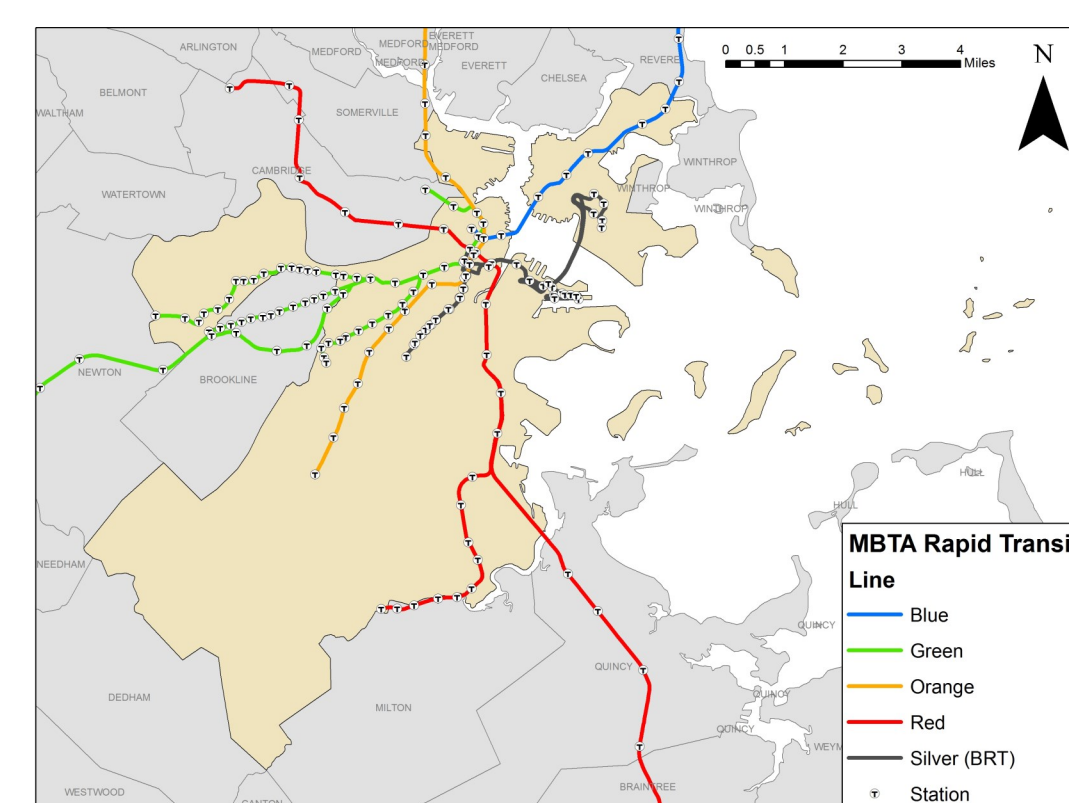 ARLINGTON
MEDFORD
MEDFORD
EVERETT
MEDFORD
MEDFORD
EVERETT
CHELSEA
REVERE
0 0.5 1 2 3 4
Miles
N
BELMONT
WALTHAM
SOMERVILLE
CAMBRIDGE
WATERTOWN
WINTHROP
WINTHROP
WINTHROP
NEWTON
BROOKLINE
HULL
HULL
NEEDHAM
QUINCY
QUINCY
QUINCY
QUINCY
DEDHAM
MILTON
WEYM
BRAINTREE
WESTWOOD
CANTON
MBTA Rapid Transi
Line
Blue
Green
Orange
Red
Silver (BRT)
T Station